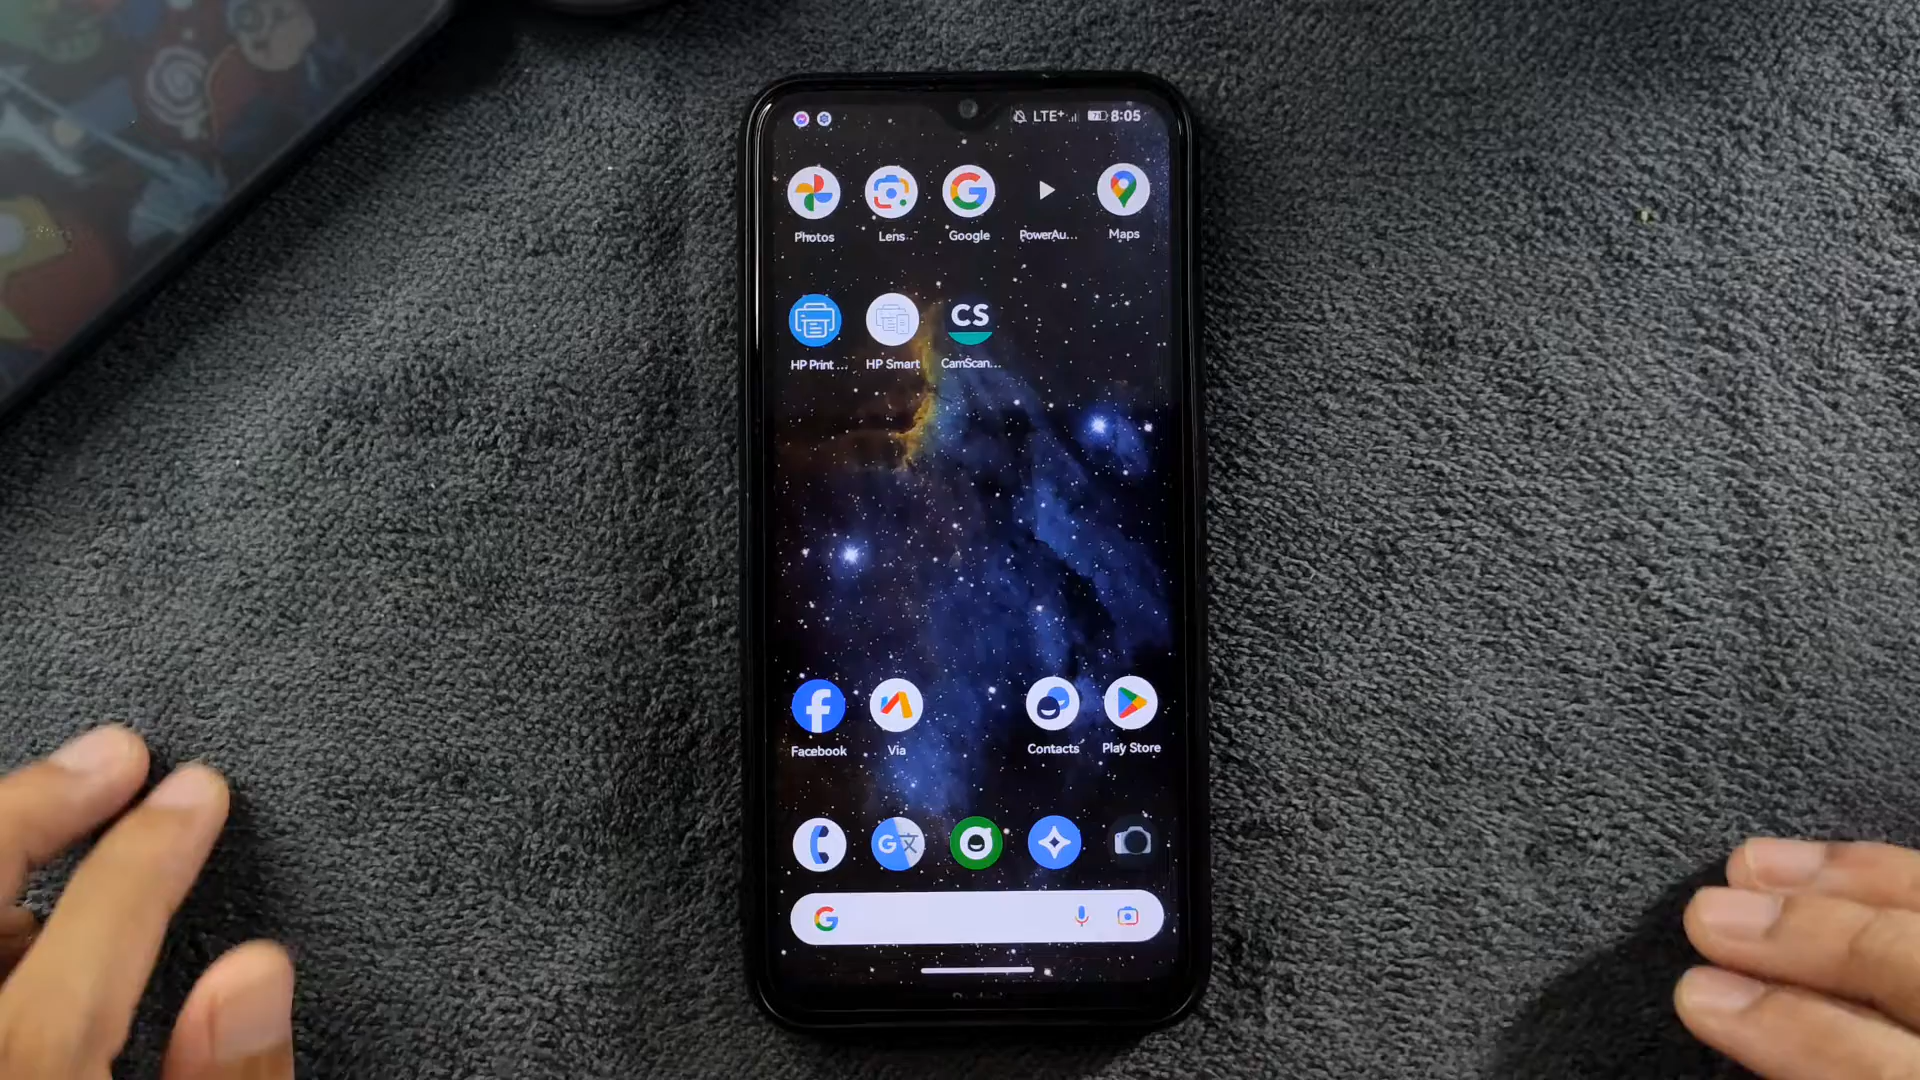 LTE+ 8:05
Photos Lens Google PowerAu... Maps
CS
HP Print ... HP Smart CamScan...
Facebook Via Contacts Play Store